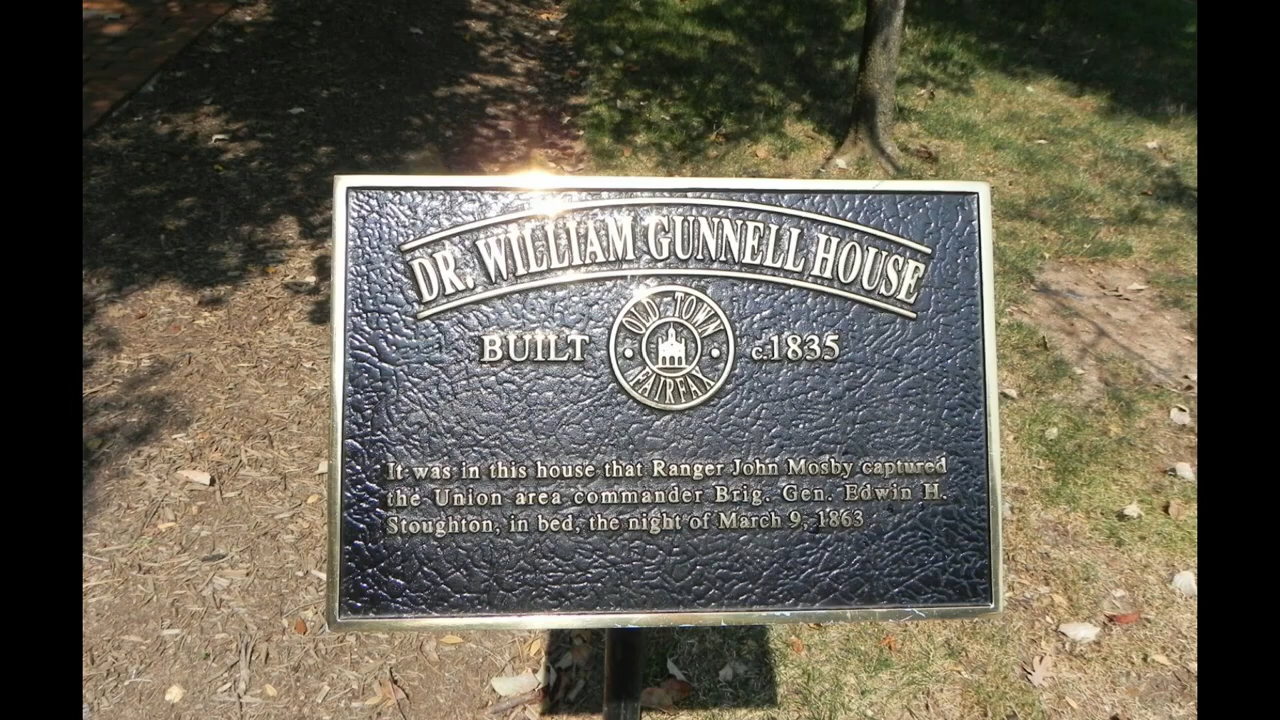 DR. WILLIAM GUNNELL HOUSE
BUILT c.1835
OLD TOWN
FAIRFAX
It was in this house that Ranger John Mosby captured
the Union area commander Brig. Gen. Edwin H.
Stoughton, in bed, the night of March 9, 1863